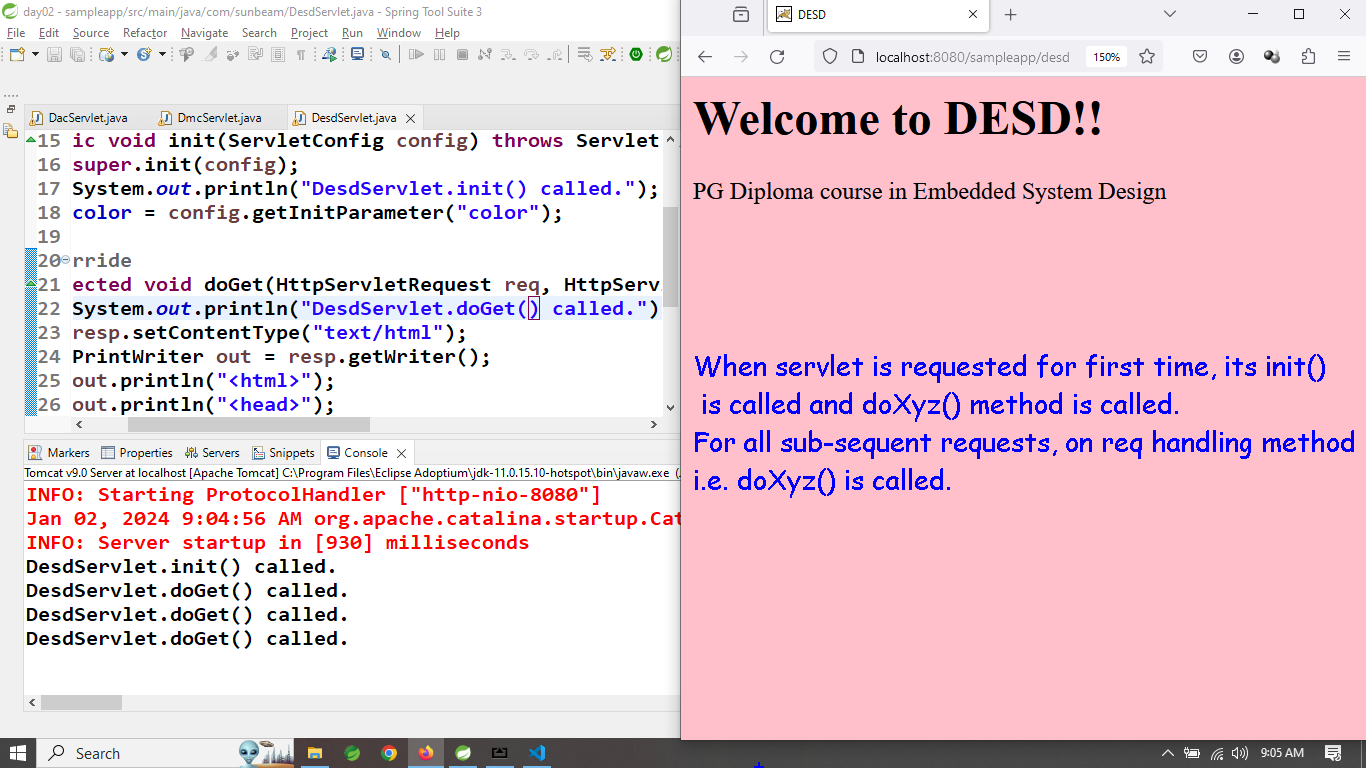 day02 - sampleapp/src/main/java/com/sunbeam/DesdServlet.java - Spring Tool Suite 3
File Edit Source Refactor Navigate Search Project Run Window Help
DacServlet.java DmcServlet.java DesdServlet.java
15 ic void init(ServletConfig config) throws Servlet
16 super.init(config);
17 System.out.println("DesdServlet.init() called.");
18 color = config.getInitParameter("color");
19
20 rride
21 ected void doGet(HttpServletRequest req, HttpServ
22 System.out.println("DesdServlet.doGet() called.")
23 resp.setContentType("text/html");
24 PrintWriter out = resp.getWriter();
25 out.println("<html>");
26 out.println("<head>");
Markers Properties Servers Snippets Console
Tomcat v9.0 Server at localhost [Apache Tomcat] C:\Program Files\Eclipse Adoptium\jdk-11.0.15.10-hotspot\bin\javaw.exe (
INFO: Starting ProtocolHandler ["http-nio-8080"]
Jan 02, 2024 9:04:56 AM org.apache.catalina.startup.Cat
INFO: Server startup in [930] milliseconds
DesdServlet.init() called.
DesdServlet.doGet() called.
DesdServlet.doGet() called.
DesdServlet.doGet() called.
DESD
localhost:8080/sampleapp/desd 150%
Welcome to DESD!!
PG Diploma course in Embedded System Design
When servlet is requested for first time, its init()
is called and doXyz() method is called.
For all sub-sequent requests, on req handling method
i.e. doXyz() is called.
Search
9:05 AM